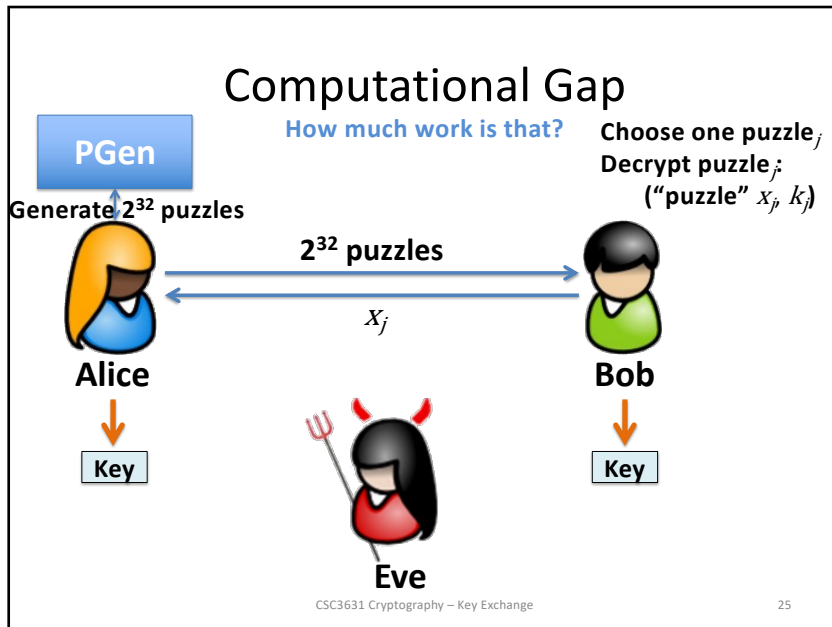 Computational Gap
PGen
How much work is that?
Choose one puzzleⱼ
Decrypt puzzleⱼ:
("puzzle" xⱼ, kⱼ)
Generate 2³² puzzles
2³² puzzles
xⱼ
Alice
Bob
Key
Key
Eve
CSC3631 Cryptography – Key Exchange
25